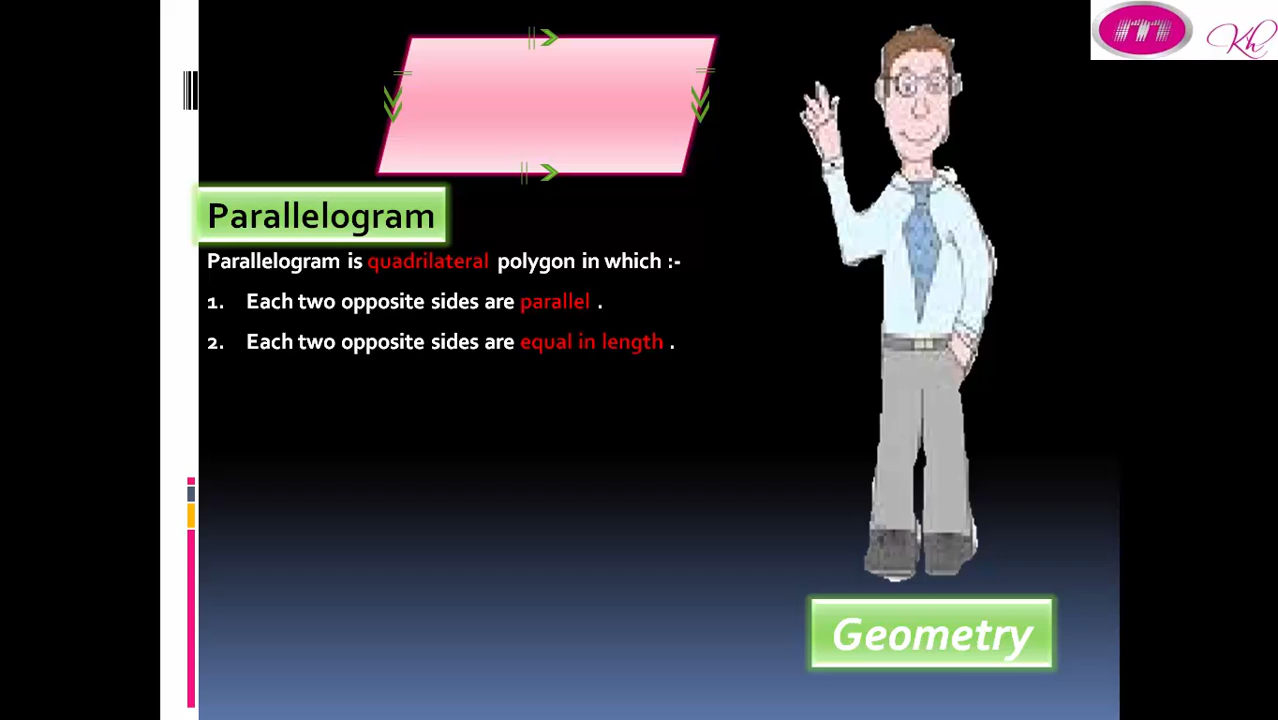 Parallelogram
Parallelogram is quadrilateral polygon in which :-
1. Each two opposite sides are parallel .
2. Each two opposite sides are equal in length .
Geometry
m
Kh